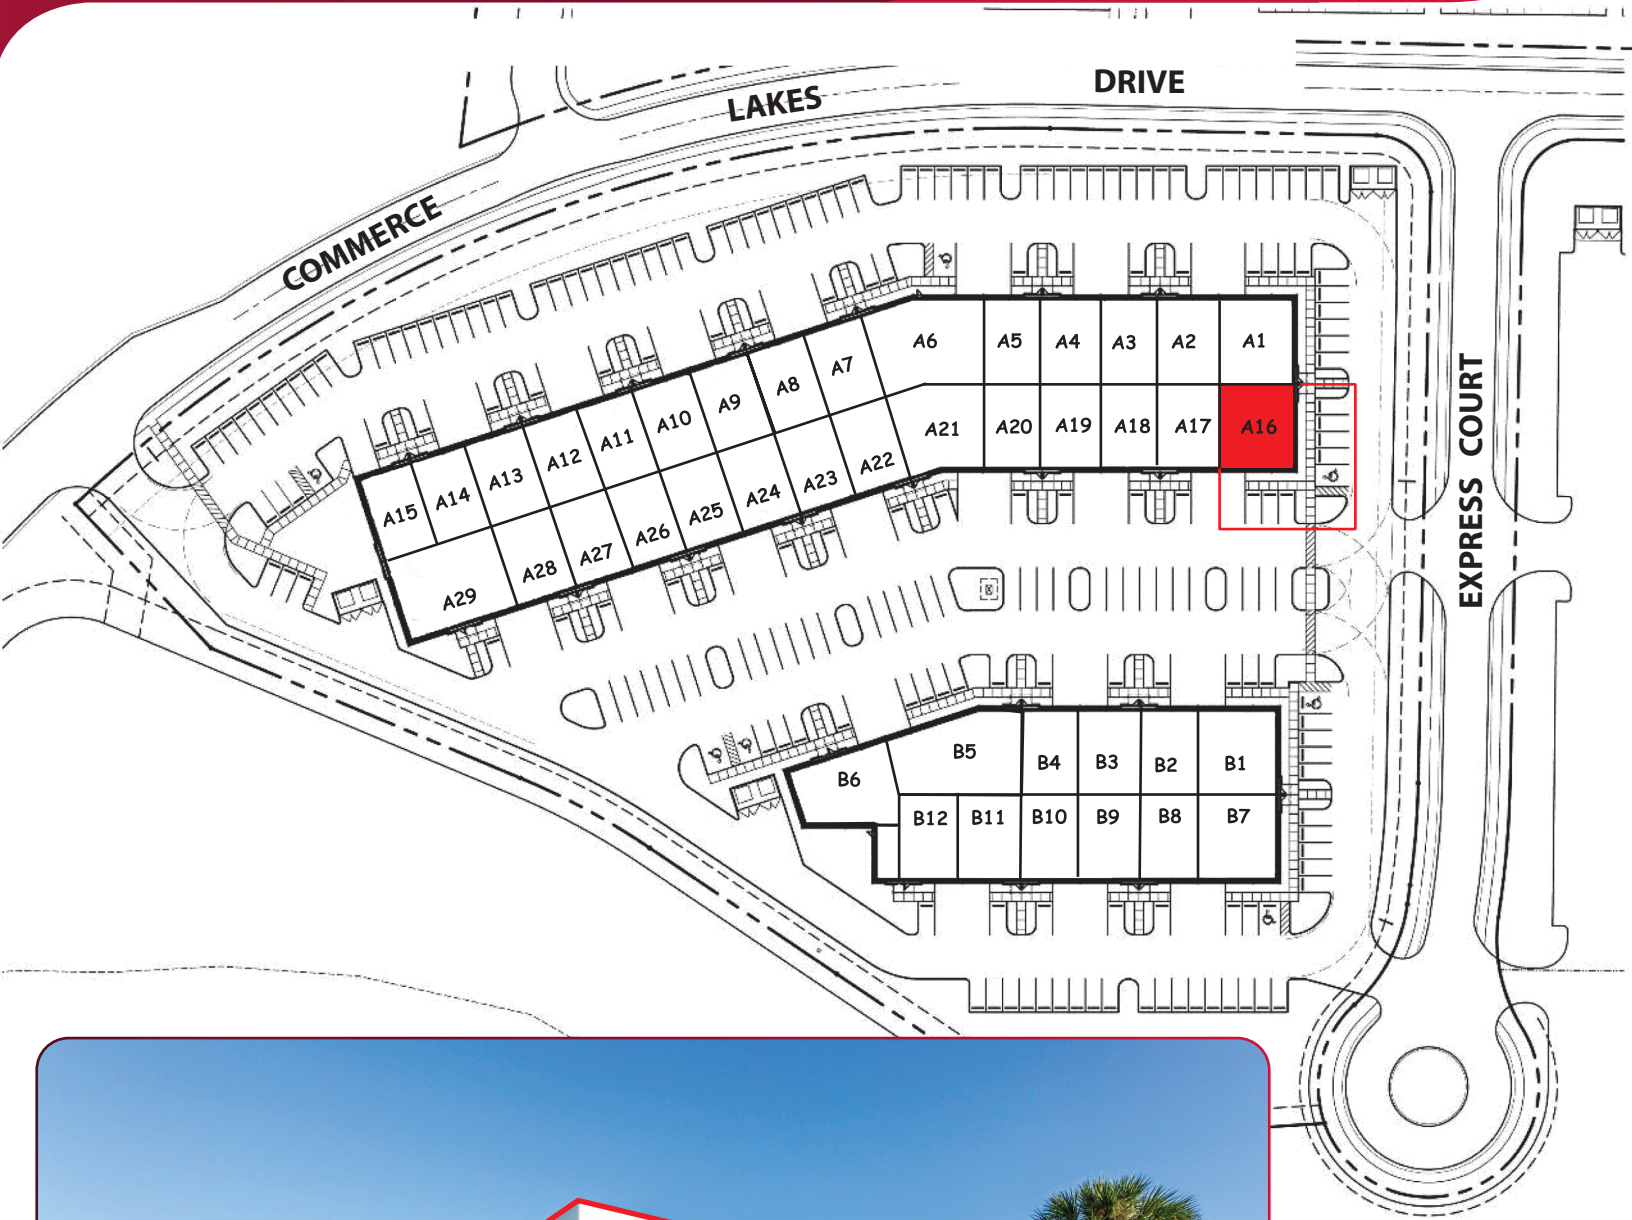 COMMERCE
LAKES
DRIVE
EXPRESS COURT
A6
A5
A4
A3
A2
A1
A15
A14
A13
A12
A11
A10
A9
A8
A7
A29
A28
A27
A26
A25
A24
A23
A22
A21
A20
A19
A18
A17
A16
B6
B5
B4
B3
B2
B1
B12
B11
B10
B9
B8
B7